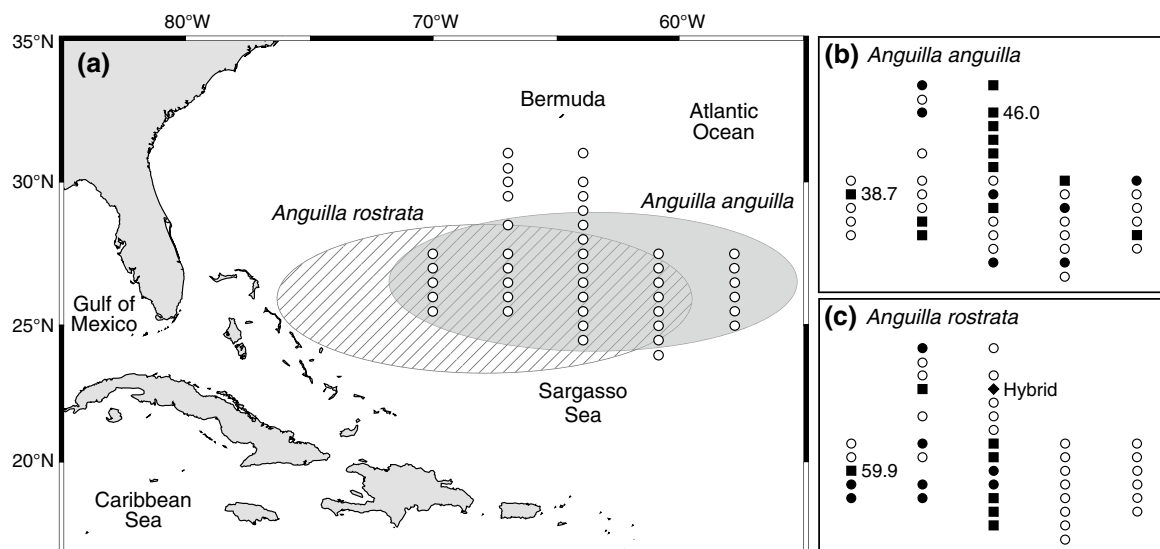 80°W 70°W 60°W
35°N
(a)
Bermuda
Atlantic
Ocean
30°N
Anguilla rostrata
Anguilla anguilla
Gulf of
Mexico
25°N
Sargasso
Sea
20°N
Caribbean
Sea
(b) Anguilla anguilla
46.0
38.7
(c) Anguilla rostrata
Hybrid
59.9